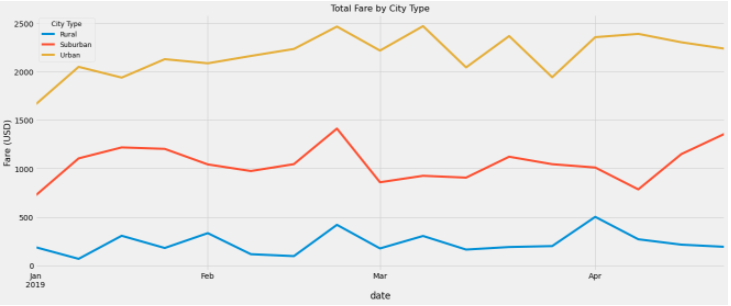 Total Fare by City Type
City Type
Rural
Suburban
Urban
Fare (USD)
2500
2000
1500
1000
500
0
Jan
2019
Feb
Mar
Apr
date